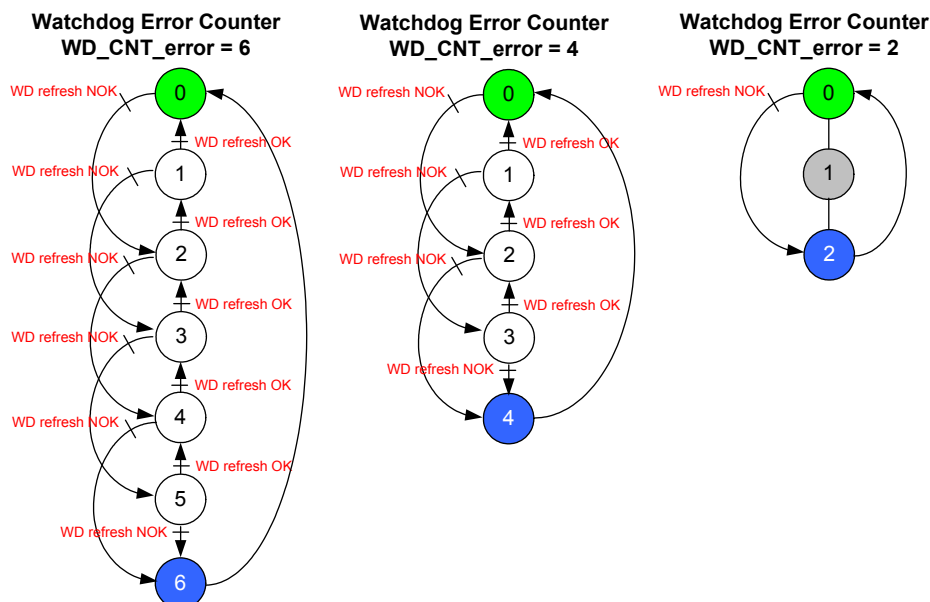 Watchdog Error Counter
WD_CNT_error = 6
WD refresh NOK
0
WD refresh OK
WD refresh NOK
1
WD refresh OK
2
WD refresh NOK
WD refresh OK
3
WD refresh NOK
WD refresh OK
4
WD refresh NOK
WD refresh OK
5
WD refresh NOK
6
Watchdog Error Counter
WD_CNT_error = 4
WD refresh NOK
0
WD refresh OK
WD refresh NOK
1
WD refresh OK
2
WD refresh NOK
WD refresh OK
3
WD refresh NOK
4
Watchdog Error Counter
WD_CNT_error = 2
WD refresh NOK
0
1
2